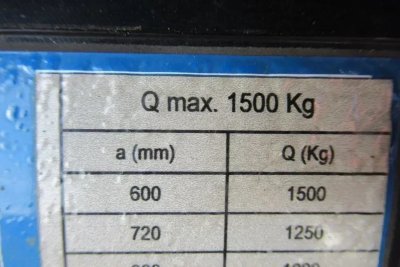 Q max. 1500 Kg
a (mm) Q (Kg)
600 1500
720 1250